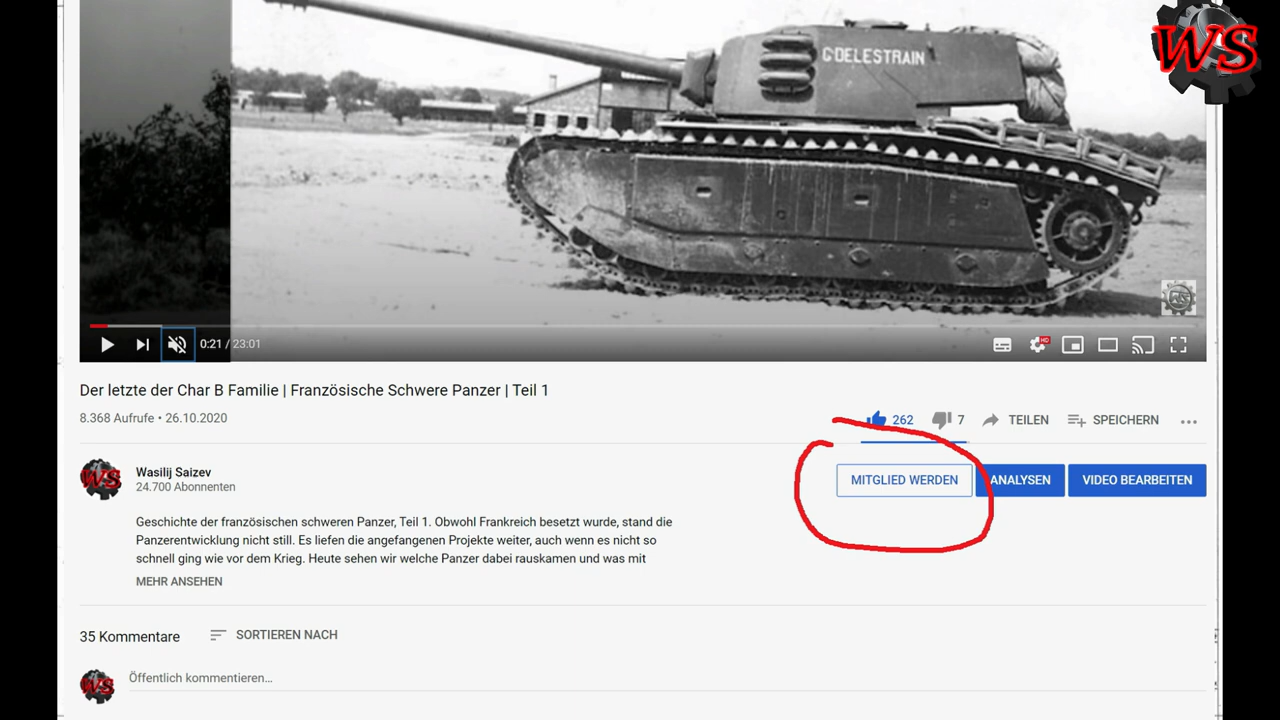 WS
G·DELESTRAIN
0:21 / 23:01
HD
Der letzte der Char B Familie | Französische Schwere Panzer | Teil 1
8.368 Aufrufe • 26.10.2020
262
7
TEILEN
SPEICHERN
WS
Wasilij Saizev
24.700 Abonnenten
MITGLIED WERDEN
ANALYSEN
VIDEO BEARBEITEN
Geschichte der französischen schweren Panzer, Teil 1. Obwohl Frankreich besetzt wurde, stand die
Panzerentwicklung nicht still. Es liefen die angefangenen Projekte weiter, auch wenn es nicht so
schnell ging wie vor dem Krieg. Heute sehen wir welche Panzer dabei rauskamen und was mit
MEHR ANSEHEN
35 Kommentare
SORTIEREN NACH
WS
Öffentlich kommentieren...